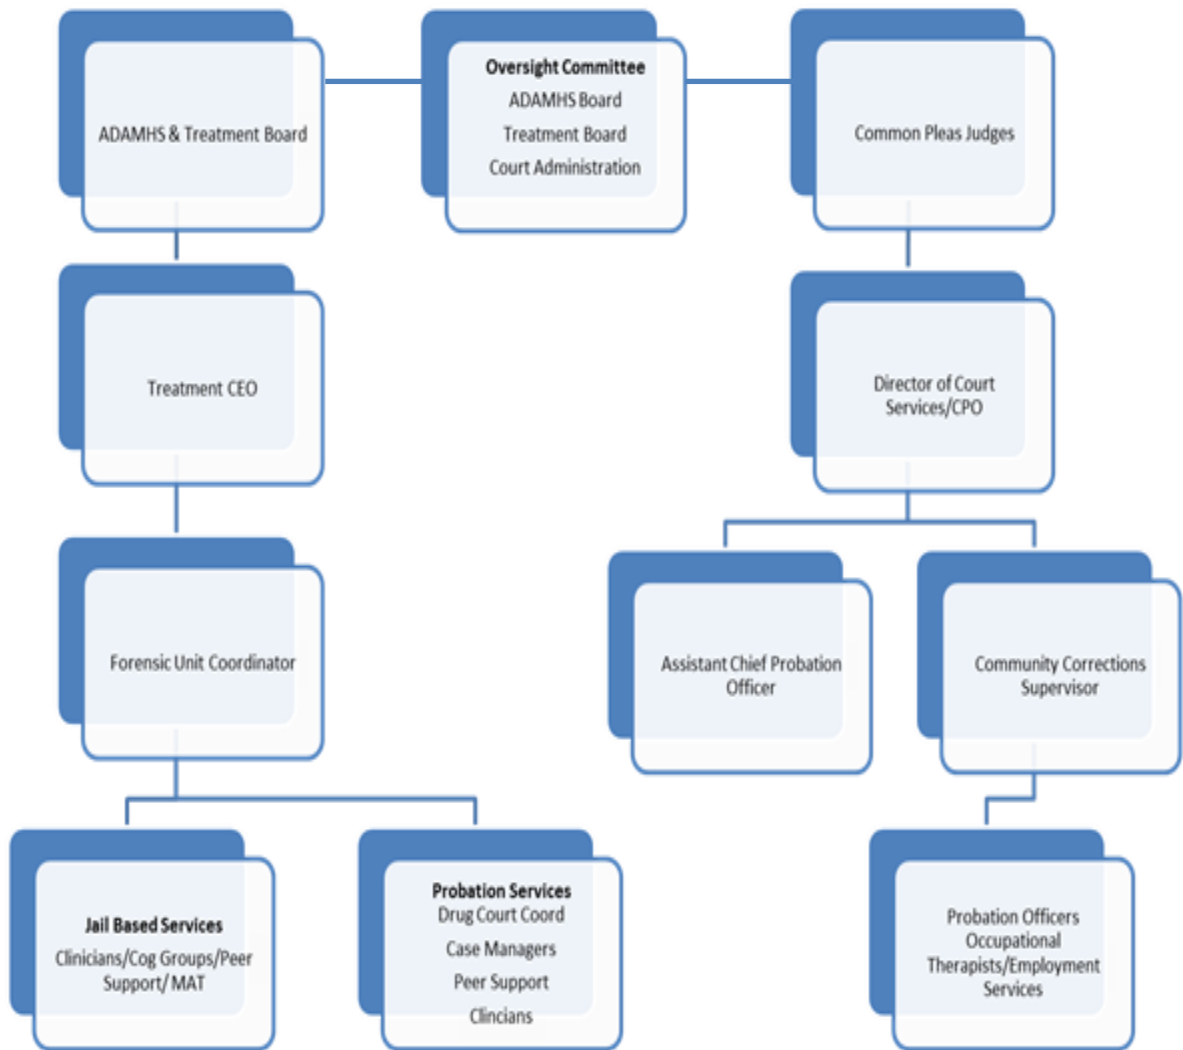 ADAMHS & Treatment Board
Oversight Committee
ADAMHS Board
Treatment Board
Court Administration
Common Pleas Judges
Treatment CEO
Director of Court
Services/CPO
Forensic Unit Coordinator
Assistant Chief Probation
Officer
Community Corrections
Supervisor
Jail Based Services
Clinicians/Cog Groups/Peer
Support/ MAT
Probation Services
Drug Court Coord
Case Managers
Peer Support
Clincians
Probation Officers
Occupational
Therapists/Employment
Services